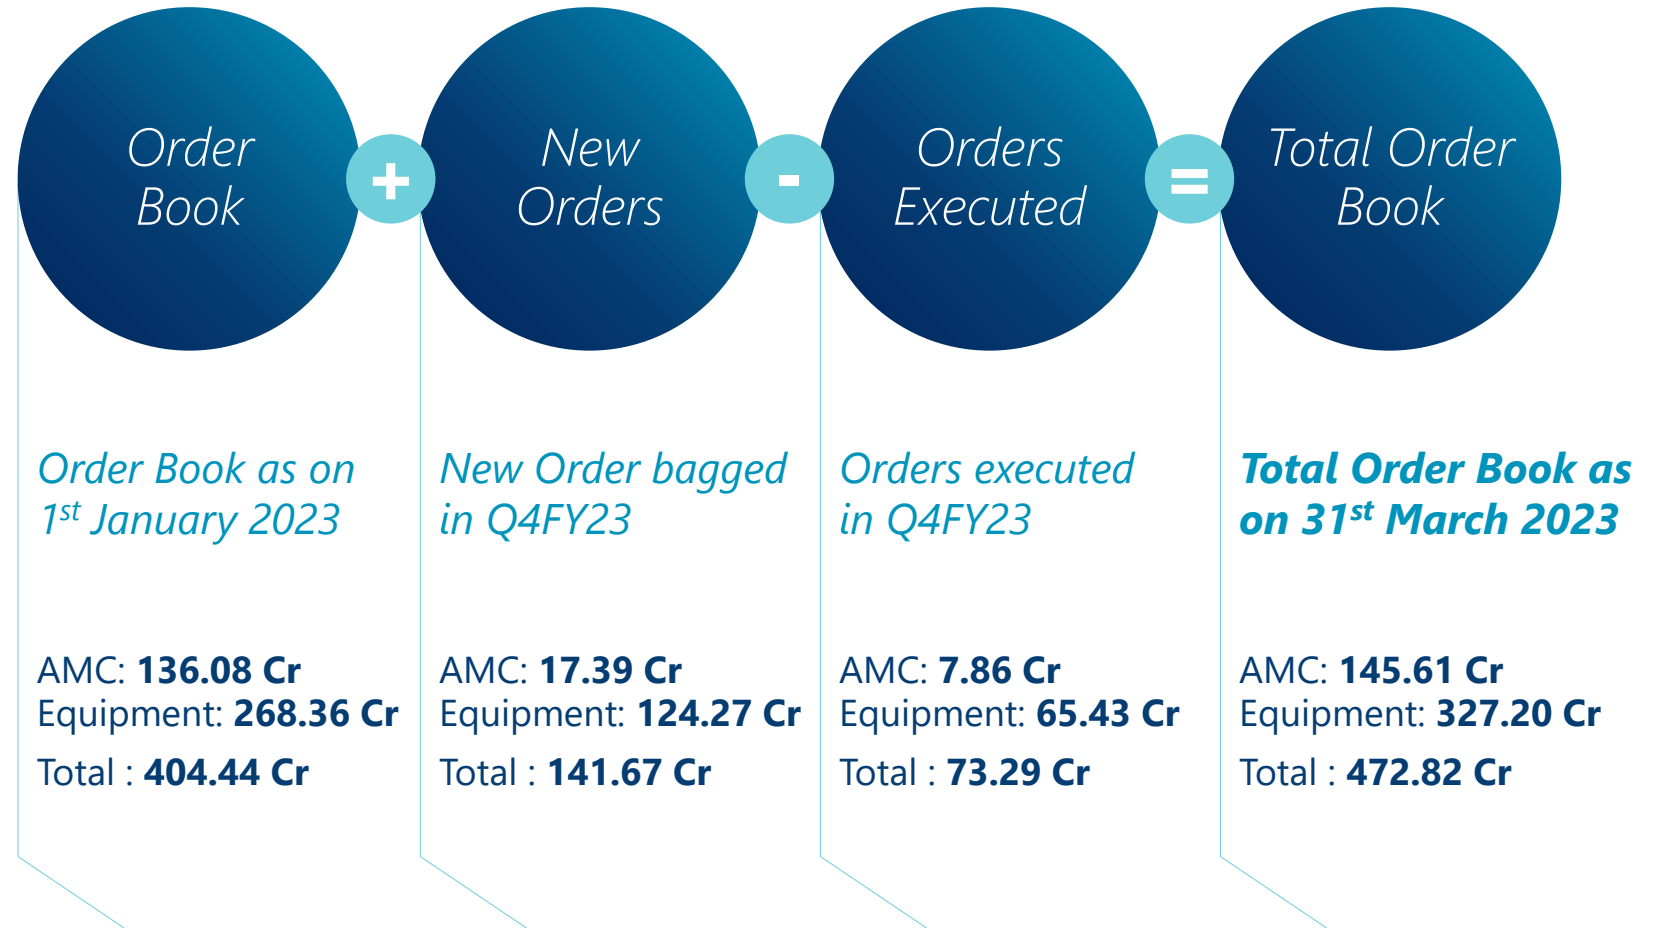 Order
Book
+
New
Orders
-
Orders
Executed
=
Total Order
Book
Order Book as on
1st January 2023
New Order bagged
in Q4FY23
Orders executed
in Q4FY23
Total Order Book as
on 31st March 2023
AMC: 136.08 Cr
Equipment: 268.36 Cr
Total : 404.44 Cr
AMC: 17.39 Cr
Equipment: 124.27 Cr
Total : 141.67 Cr
AMC: 7.86 Cr
Equipment: 65.43 Cr
Total : 73.29 Cr
AMC: 145.61 Cr
Equipment: 327.20 Cr
Total : 472.82 Cr